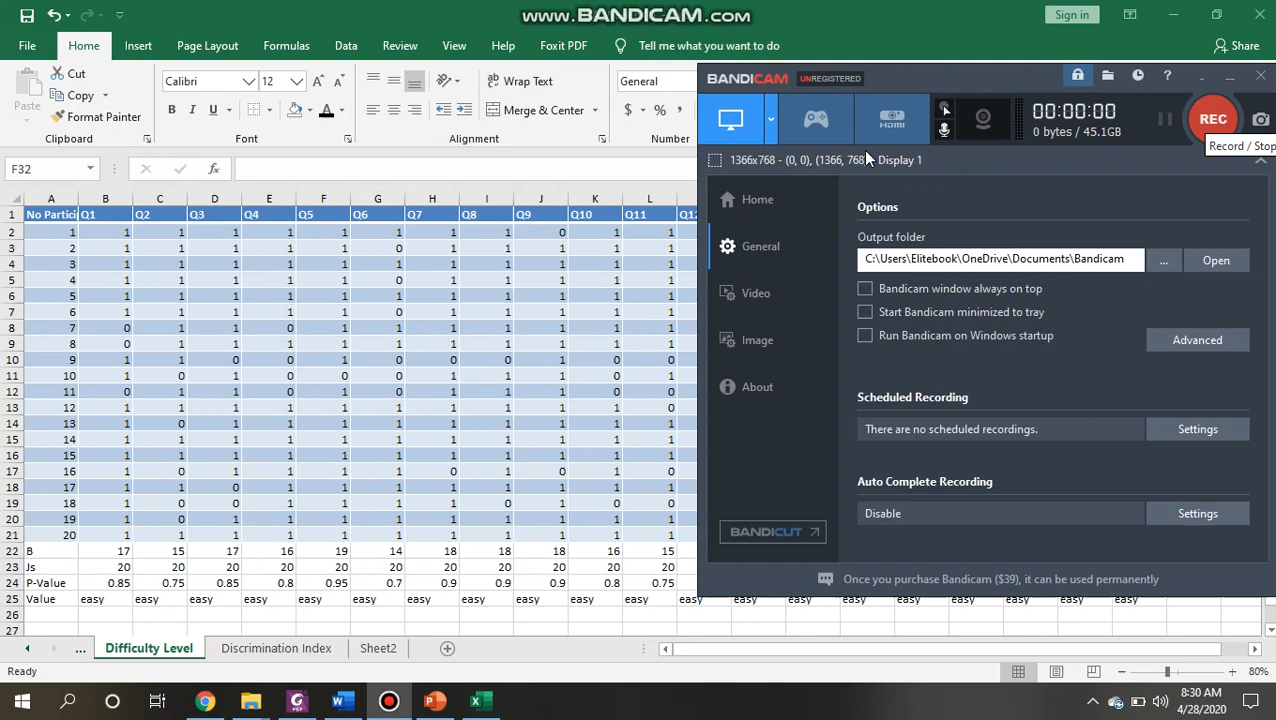 www.BANDICAM.com
Sign in
File Home Insert Page Layout Formulas Data Review View Help Foxit PDF Tell me what you want to do Share
Paste
Cut
Copy
Format Painter
Clipboard
Calibri 12
B I U
Font
Wrap Text
Merge & Center
Alignment
General
$ % ,
F32 fx
BANDICAM UNREGISTERED
HDMI
00:00:00
0 bytes / 45.1GB
REC
Record / Stop
1366x768 - (0, 0), (1366, 768) Display 1
Home
General
Video
Image
About
BANDICUT
Options
Output folder
C:\Users\Elitebook\OneDrive\Documents\Bandicam ... Open
Bandicam window always on top
Start Bandicam minimized to tray
Run Bandicam on Windows startup
Advanced
Scheduled Recording
There are no scheduled recordings. Settings
Auto Complete Recording
Disable Settings
Once you purchase Bandicam ($39), it can be used permanently
A B C D E F G H I J K L
1 No Partici Q1 Q2 Q3 Q4 Q5 Q6 Q7 Q8 Q9 Q10 Q11 Q12
2 1 1 1 1 1 1 1 1 1 0 1 1
3 2 1 1 1 1 1 0 1 1 1 1 1
4 3 1 1 1 1 1 1 1 1 1 1 1
5 4 1 1 1 1 1 0 1 1 1 1 1
6 5 1 1 1 1 1 1 1 1 1 1 1
7 6 1 1 1 1 1 0 1 1 1 1 1
8 7 0 1 1 0 1 1 1 1 1 1 1
9 8 0 1 1 1 1 1 1 1 1 1 1
10 9 1 1 0 0 1 0 1 0 0 1 0
11 10 1 0 1 0 0 0 1 1 1 0 0
12 11 0 1 1 0 1 0 1 1 1 0 0
13 12 1 1 1 1 1 1 1 1 1 1 0
14 13 1 0 1 1 1 1 1 1 1 1 1
15 14 1 1 1 1 1 1 1 1 1 1 1
16 15 1 1 1 1 1 1 1 1 1 1 1
17 16 1 0 1 1 1 1 0 1 0 1 0
18 17 1 1 0 1 1 1 1 1 1 1 1
19 18 1 0 0 1 1 1 1 0 1 0 0
20 19 1 0 1 1 1 1 1 1 1 1 1
21 20 1 1 1 1 1 1 1 1 1 1 1
22 B 17 15 17 16 19 14 18 18 18 16 15
23 Js 20 20 20 20 20 20 20 20 20 20 20
24 P-Value 0.85 0.75 0.85 0.8 0.95 0.7 0.9 0.9 0.9 0.8 0.75
25 Value easy easy easy easy easy easy easy easy easy easy easy easy easy easy easy easy easy easy easy easy easy easy
26
27
... Difficulty Level Discrimination Index Sheet2
Ready 80%
8:30 AM
4/28/2020